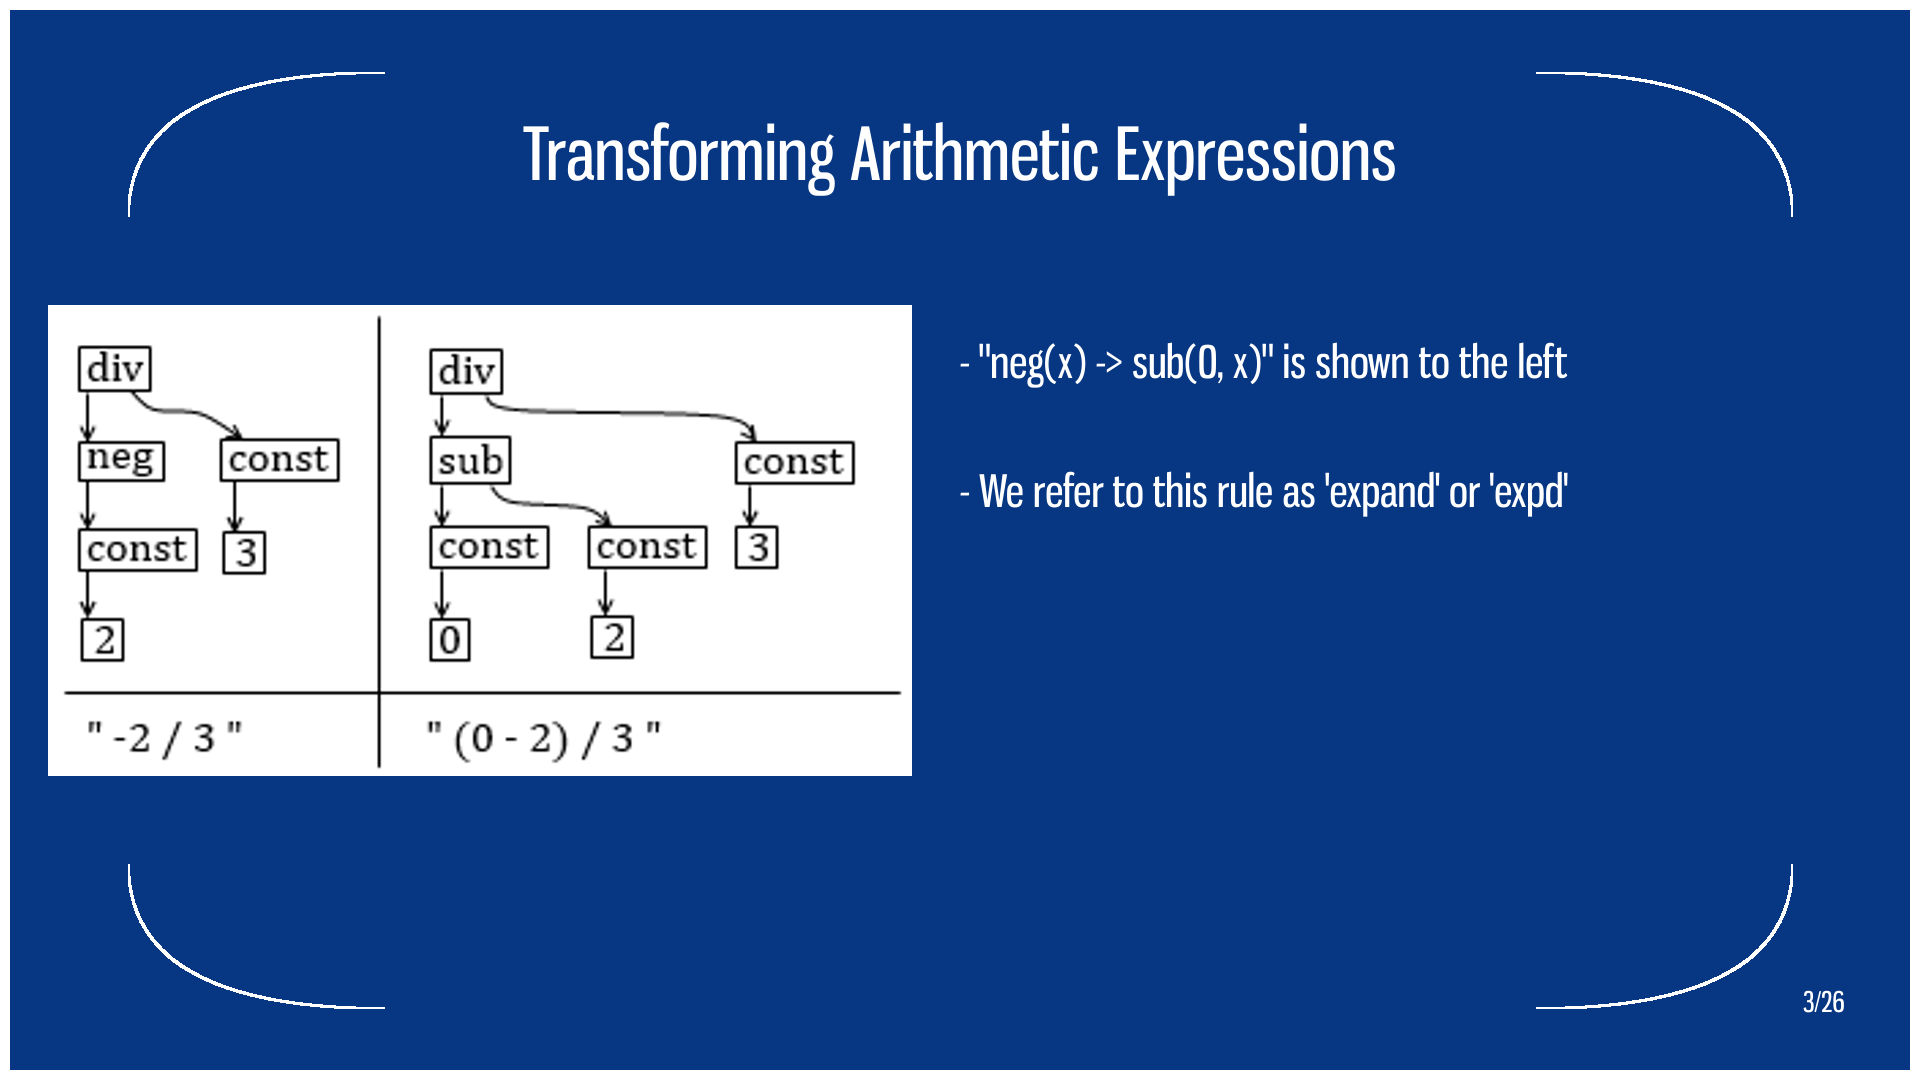 Transforming Arithmetic Expressions
div
neg
const
const
3
2
" -2 / 3 "
div
sub
const
const
const
3
0
2
" (0 - 2) / 3 "
- "neg(x) -> sub(0, x)" is shown to the left
- We refer to this rule as 'expand' or 'expd'
3/26